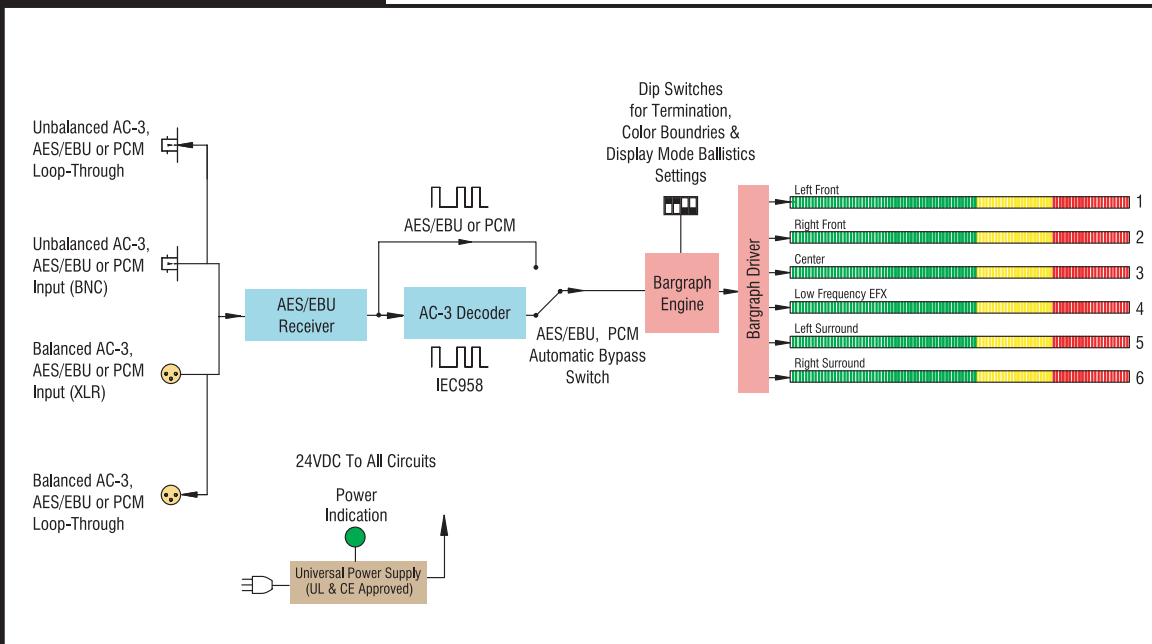 Unbalanced AC-3,
AES/EBU or PCM
Loop-Through
Unbalanced AC-3,
AES/EBU or PCM
Input (BNC)
Balanced AC-3,
AES/EBU or PCM
Input (XLR)
Balanced AC-3,
AES/EBU or PCM
Loop-Through
AES/EBU
Receiver
AES/EBU or PCM
AC-3 Decoder
IEC958
AES/EBU, PCM
Automatic Bypass
Switch
Dip Switches
for Termination,
Color Boundries &
Display Mode Ballistics
Settings
Bargraph
Engine
Bargraph Driver
Left Front
1
Right Front
2
Center
3
Low Frequency EFX
4
Left Surround
5
Right Surround
6
24VDC To All Circuits
Power
Indication
Universal Power Supply
(UL & CE Approved)